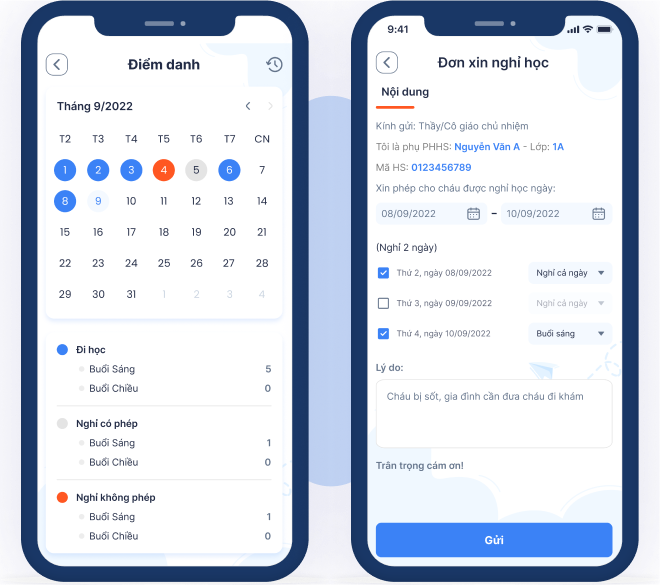 Điểm danh
Tháng 9/2022
T2 T3 T4 T5 T6 T7 CN
1 2 3 4 5 6 7
8 9 10 11 12 13 14
15 16 17 18 19 20 21
22 23 24 25 26 27 28
29 30 31 1 2 3 4
Đi học
Buổi Sáng 5
Buổi Chiều 0
Nghỉ có phép
Buổi Sáng 1
Buổi Chiều 0
Nghỉ không phép
Buổi Sáng 1
Buổi Chiều 0
9:41
Đơn xin nghỉ học
Nội dung
Kính gửi: Thầy/Cô giáo chủ nhiệm
Tôi là phụ PHHS: Nguyễn Văn A - Lớp: 1A
Mã HS: 0123456789
Xin phép cho cháu được nghỉ học ngày:
08/09/2022 – 10/09/2022
(Nghỉ 2 ngày)
Thứ 2, ngày 08/09/2022 Nghỉ cả ngày
Thứ 3, ngày 09/09/2022 Nghỉ cả ngày
Thứ 4, ngày 10/09/2022 Buổi sáng
Lý do:
Cháu bị sốt, gia đình cần đưa cháu đi khám
Trân trọng cám ơn!
Gửi